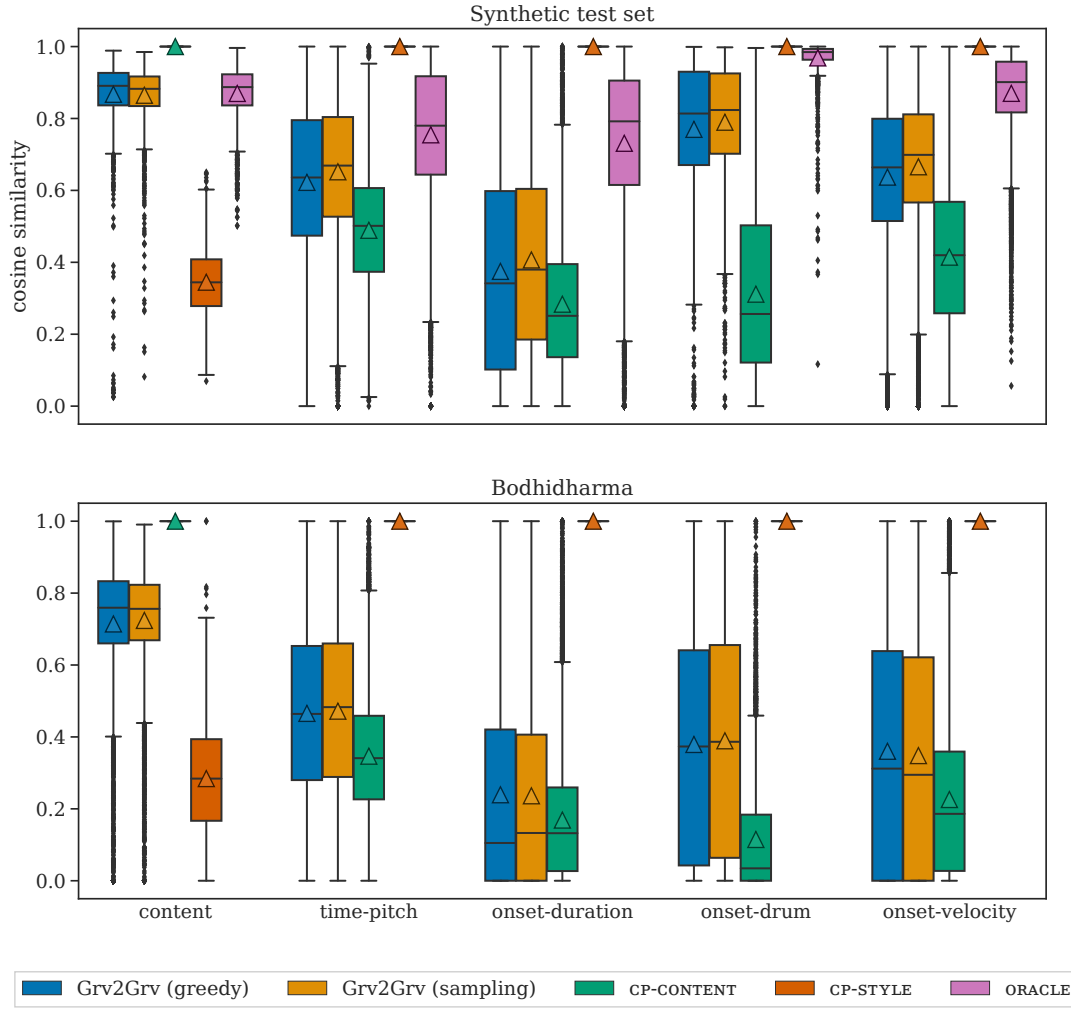 Synthetic test set
1.0
0.8
0.6
0.4
0.2
0.0
cosine similarity
Bodhidharma
1.0
0.8
0.6
0.4
0.2
0.0
content time-pitch onset-duration onset-drum onset-velocity
Grv2Grv (greedy) Grv2Grv (sampling) CP-CONTENT CP-STYLE ORACLE